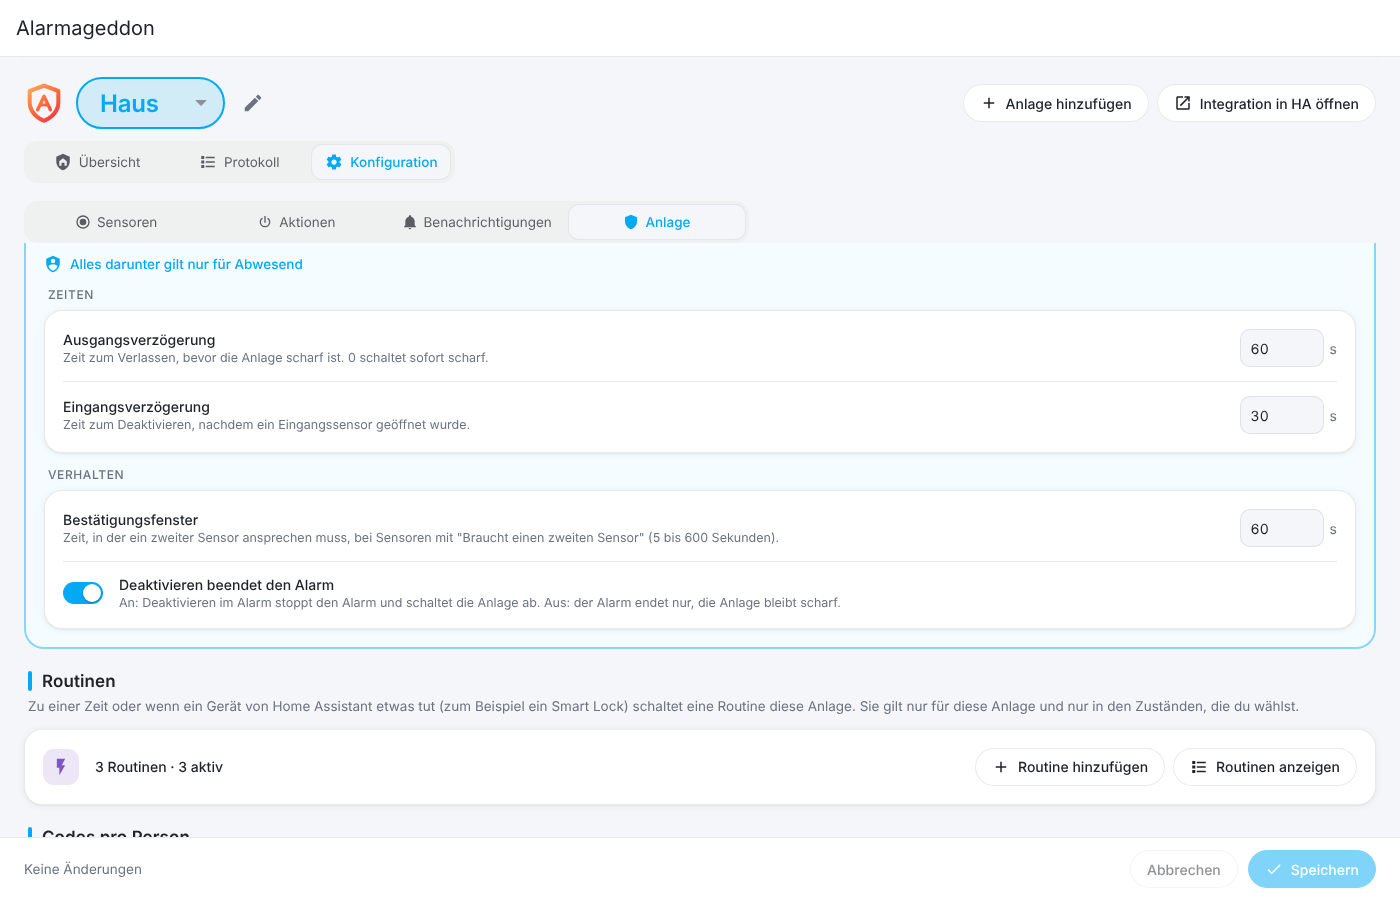 Alarmageddon
Haus
Anlage hinzufügen
Integration in HA öffnen
Übersicht
Protokoll
Konfiguration
Sensoren
Aktionen
Benachrichtigungen
Anlage
Alles darunter gilt nur für Abwesend
ZEITEN
Ausgangsverzögerung
Zeit zum Verlassen, bevor die Anlage scharf ist. 0 schaltet sofort scharf.
60 s
Eingangsverzögerung
Zeit zum Deaktivieren, nachdem ein Eingangssensor geöffnet wurde.
30 s
VERHALTEN
Bestätigungsfenster
Zeit, in der ein zweiter Sensor ansprechen muss, bei Sensoren mit "Braucht einen zweiten Sensor" (5 bis 600 Sekunden).
60 s
Deaktivieren beendet den Alarm
An: Deaktivieren im Alarm stoppt den Alarm und schaltet die Anlage ab. Aus: der Alarm endet nur, die Anlage bleibt scharf.
Routinen
Zu einer Zeit oder wenn ein Gerät von Home Assistant etwas tut (zum Beispiel ein Smart Lock) schaltet eine Routine diese Anlage. Sie gilt nur für diese Anlage und nur in den Zuständen, die du wählst.
3 Routinen · 3 aktiv
Routine hinzufügen
Routinen anzeigen
Codes pro Person
Keine Änderungen
Abbrechen
Speichern